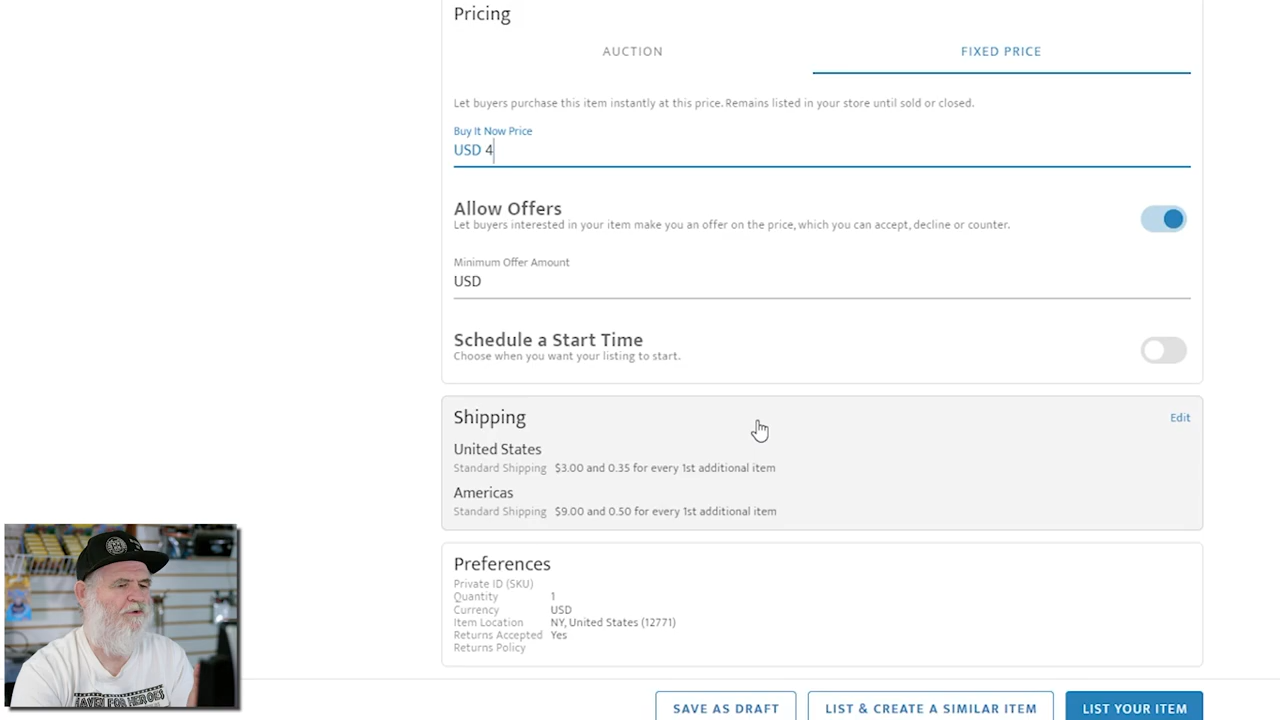 Pricing
AUCTION
FIXED PRICE
Let buyers purchase this item instantly at this price. Remains listed in your store until sold or closed.
Buy It Now Price
USD 4
Allow Offers
Let buyers interested in your item make you an offer on the price, which you can accept, decline or counter.
Minimum Offer Amount
USD
Schedule a Start Time
Choose when you want your listing to start.
Shipping
Edit
United States
Standard Shipping $3.00 and 0.35 for every 1st additional item
Americas
Standard Shipping $9.00 and 0.50 for every 1st additional item
Preferences
Private ID (SKU)
Quantity 1
Currency USD
Item Location NY, United States (12771)
Returns Accepted Yes
Returns Policy
SAVE AS DRAFT
LIST & CREATE A SIMILAR ITEM
LIST YOUR ITEM
FOR HEROES